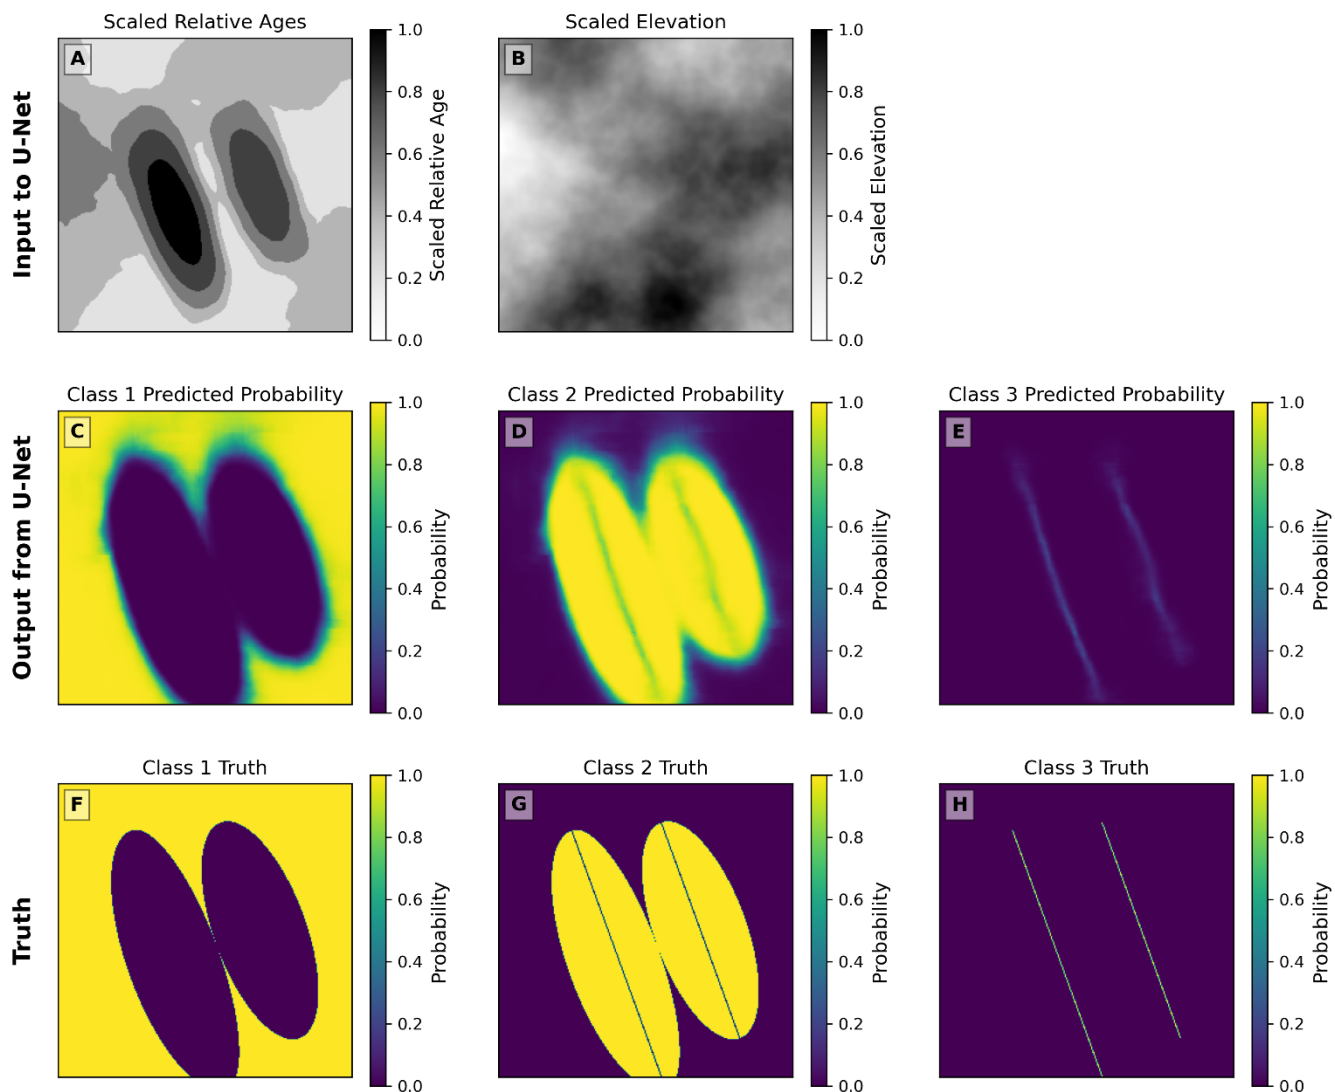 Input to U-Net
Scaled Relative Ages
A
1.0
0.8
0.6
0.4
0.2
0.0
Scaled Relative Age
Scaled Elevation
B
1.0
0.8
0.6
0.4
0.2
0.0
Scaled Elevation
Output from U-Net
Class 1 Predicted Probability
C
1.0
0.8
0.6
0.4
0.2
0.0
Probability
Class 2 Predicted Probability
D
1.0
0.8
0.6
0.4
0.2
0.0
Probability
Class 3 Predicted Probability
E
1.0
0.8
0.6
0.4
0.2
0.0
Probability
Truth
Class 1 Truth
F
1.0
0.8
0.6
0.4
0.2
0.0
Probability
Class 2 Truth
G
1.0
0.8
0.6
0.4
0.2
0.0
Probability
Class 3 Truth
H
1.0
0.8
0.6
0.4
0.2
0.0
Probability